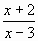 x + 2
x − 3